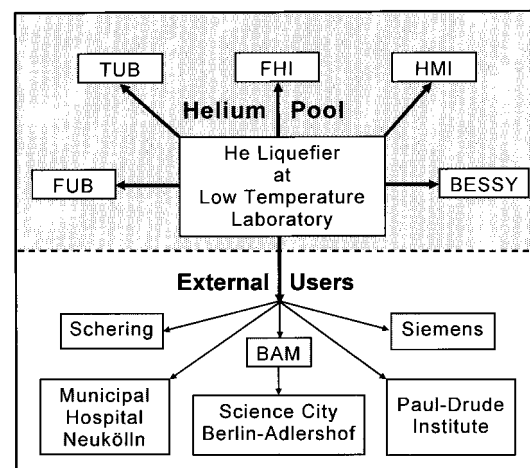 TUB
FHI
HMI
Helium Pool
He Liquefier
at
Low Temperature
Laboratory
FUB
BESSY
External Users
Schering
Siemens
BAM
Municipal
Hospital
Neukölln
Science City
Berlin-Adlershof
Paul-Drude
Institute